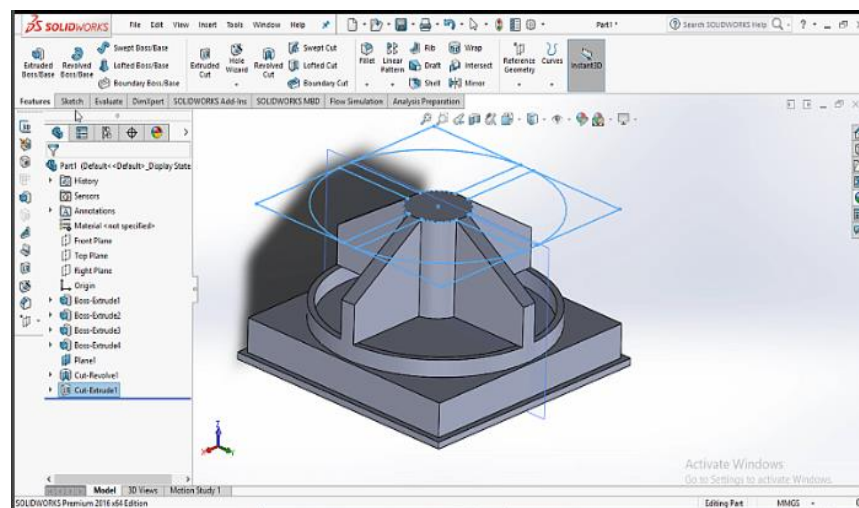 SOLIDWORKS File Edit View Insert Tools Window Help Part1 * Search SOLIDWORKS Help
Extruded Boss/Base
Revolved Boss/Base
Swept Boss/Base
Lofted Boss/Base
Boundary Boss/Base
Extruded Cut
Hole Wizard
Revolved Cut
Swept Cut
Lofted Cut
Boundary Cut
Fillet
Linear Pattern
Rib
Draft
Shell
Wrap
Intersect
Mirror
Reference Geometry
Curves
Instant3D
Features Sketch Evaluate DimXpert SOLIDWORKS Add-Ins SOLIDWORKS MBD Flow Simulation Analysis Preparation
Part1 (Default<<Default>_Display State
History
Sensors
Annotations
Material <not specified>
Front Plane
Top Plane
Right Plane
Origin
Boss-Extrude1
Boss-Extrude2
Boss-Extrude3
Boss-Extrude4
Plane1
Cut-Revolve1
Cut-Extrude1
Activate Windows
Go to Settings to activate Windows.
Model 3D Views Motion Study 1
SOLIDWORKS Premium 2016 x64 Edition Editing Part MMGS